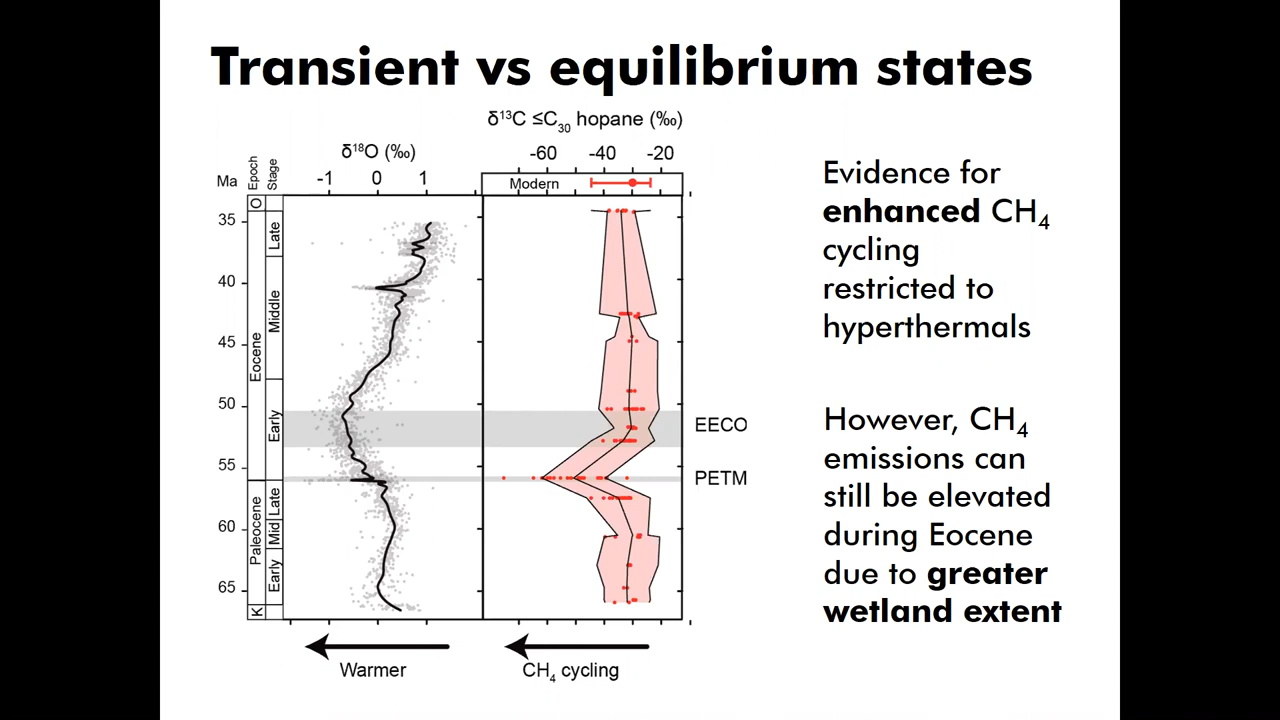 Transient vs equilibrium states
δ¹³C ≤C₃₀ hopane (‰)
δ¹⁸O (‰)
-60 -40 -20
Ma
Epoch
Stage
-1 0 1
Modern
O
35
Late
40
Middle
45
Eocene
50
Early
EECO
55
PETM
Late
60
Mid
Paleocene
Early
65
K
Warmer
CH₄ cycling
Evidence for
enhanced CH₄
cycling
restricted to
hyperthermals
However, CH₄
emissions can
still be elevated
during Eocene
due to greater
wetland extent